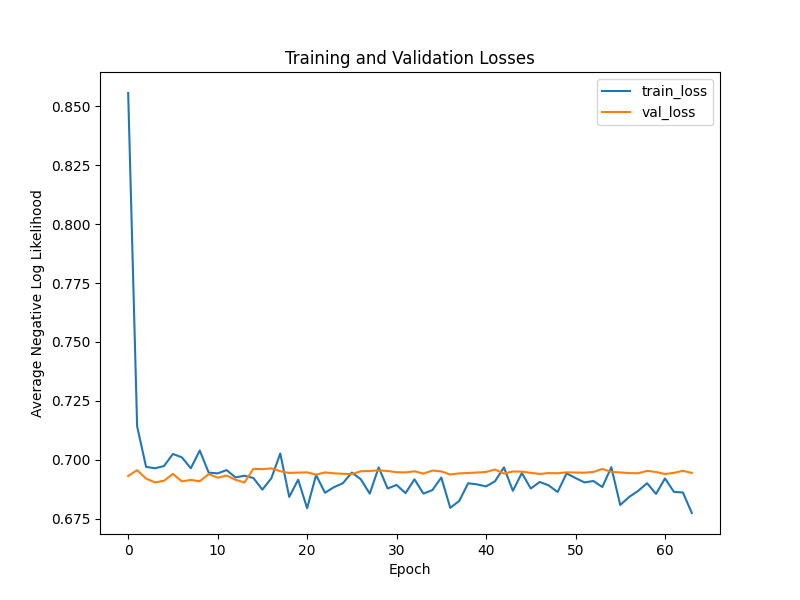 Training and Validation Losses
train_loss
val_loss
Average Negative Log Likelihood
0.850
0.825
0.800
0.775
0.750
0.725
0.700
0.675
0 10 20 30 40 50 60
Epoch